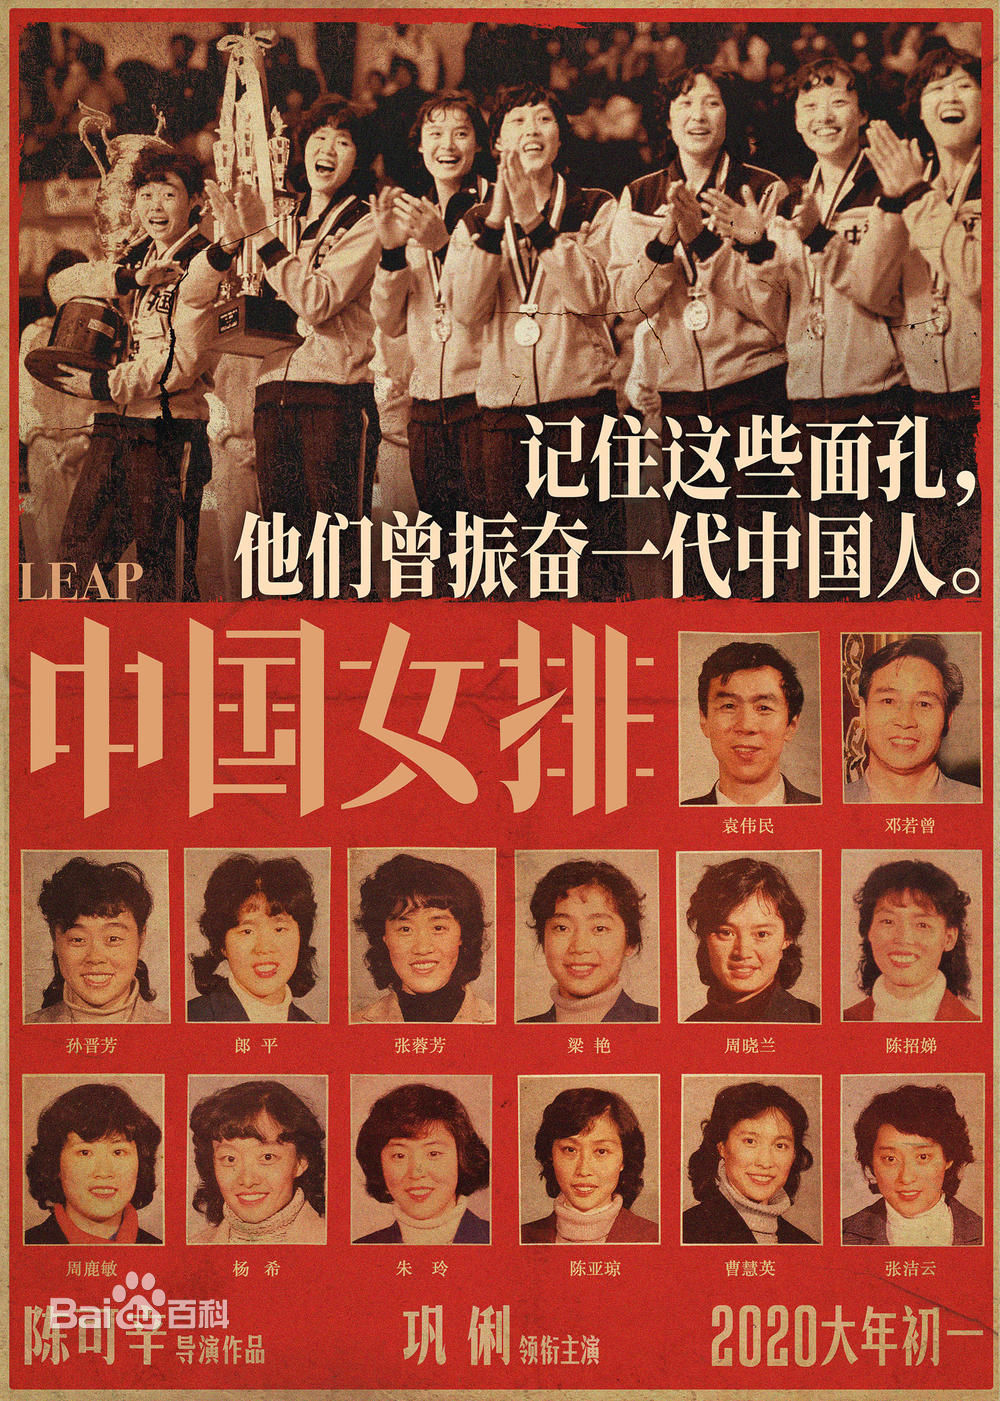 记住这些面孔，
他们曾振奋一代中国人。
LEAP
中国女排
袁伟民 邓若曾
孙晋芳 郎 平 张蓉芳 梁 艳 周晓兰 陈招娣
周鹿敏 杨 希 朱 玲 陈亚琼 曹慧英 张洁云
陈可辛 导演作品 巩 俐 领衔主演 2020大年初一
Bai百科